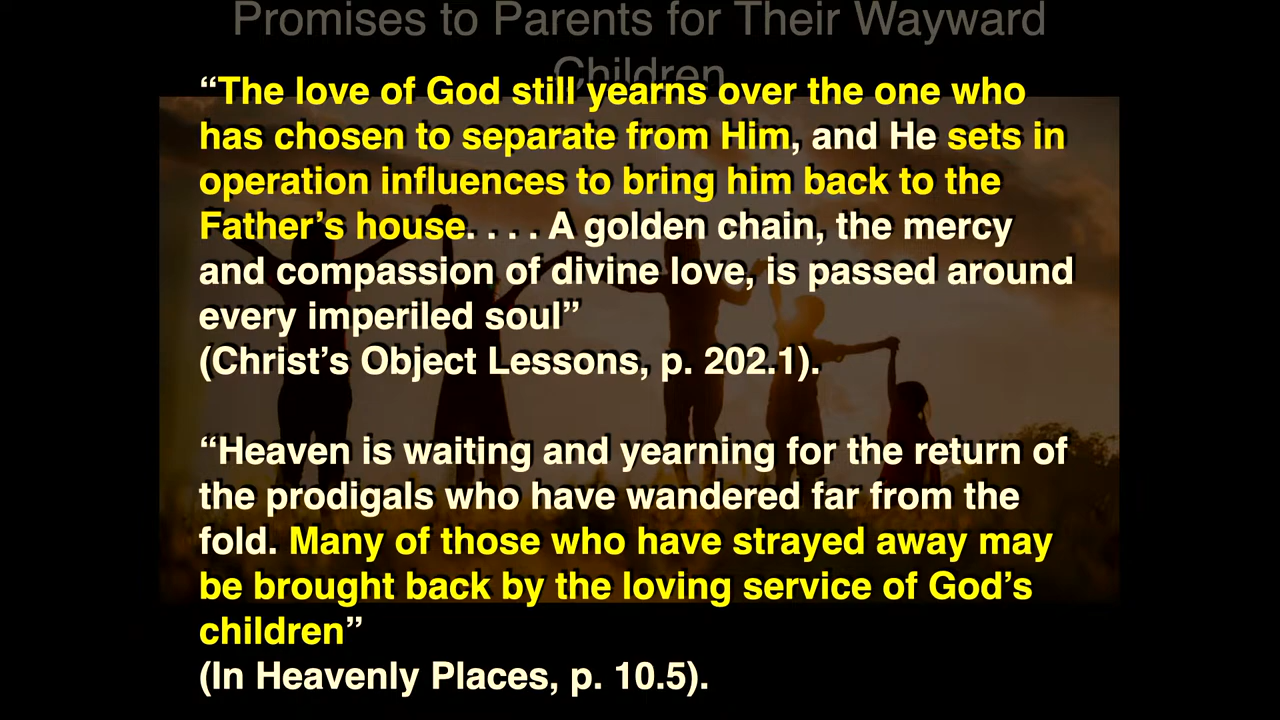 Promises to Parents for Their Wayward
Children
“The love of God still yearns over the one who
has chosen to separate from Him, and He sets in
operation influences to bring him back to the
Father’s house. . . . A golden chain, the mercy
and compassion of divine love, is passed around
every imperiled soul”
(Christ’s Object Lessons, p. 202.1).
“Heaven is waiting and yearning for the return of
the prodigals who have wandered far from the
fold. Many of those who have strayed away may
be brought back by the loving service of God’s
children”
(In Heavenly Places, p. 10.5).